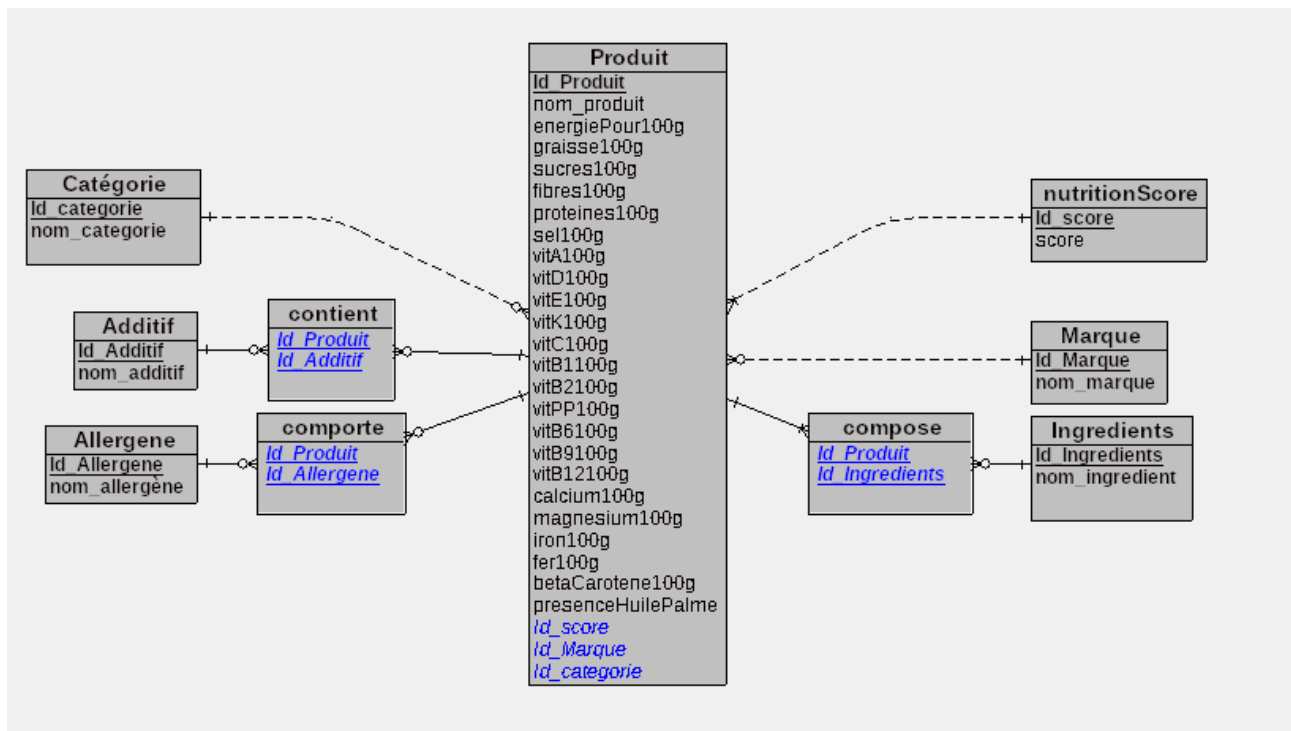 Produit
Id_Produit
nom_produit
energiePour100g
graisse100g
sucres100g
fibres100g
proteines100g
sel100g
vitA100g
vitD100g
vitE100g
vitK100g
vitC100g
vitB1100g
vitB2100g
vitPP100g
vitB6100g
vitB9100g
vitB12100g
calcium100g
magnesium100g
iron100g
fer100g
betaCarotene100g
presenceHuilePalme
Id_score
Id_Marque
Id_categorie
Catégorie
Id_categorie
nom_categorie
Additif
Id_Additif
nom_additif
contient
Id_Produit
Id_Additif
Allergene
Id_Allergene
nom_allergène
comporte
Id_Produit
Id_Allergene
nutritionScore
Id_score
score
Marque
Id_Marque
nom_marque
compose
Id_Produit
Id_Ingredients
Ingredients
Id_Ingredients
nom_ingredient